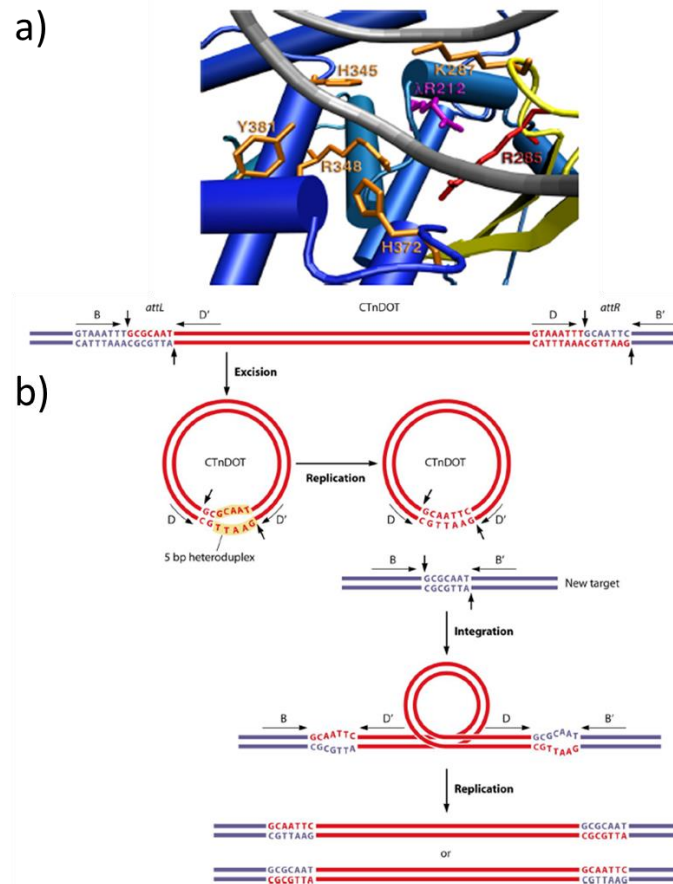 a)
H345
K287
λR212
Y381
R348
R285
H372
attL CTnDOT attR
B D' D B'
GTAAATTTGCGCAAT GTAAATTTGCAATTC
CATTTAAACGCGTTA CATTTAAACGTTAAG
Excision
b)
CTnDOT CTnDOT
Replication
GCGCAAT GCAATTC
D CGTTAAG D' D CGTTAAG D'
5 bp heteroduplex
B B'
GCGCAAT
CGCGTTA
New target
Integration
B D' D B'
GCAATTC GCGCAAT
CGCGTTA CGTTAAG
Replication
GCAATTC GCGCAAT
CGTTAAG CGCGTTA
or
GCGCAAT GCAATTC
CGCGTTA CGTTAAG